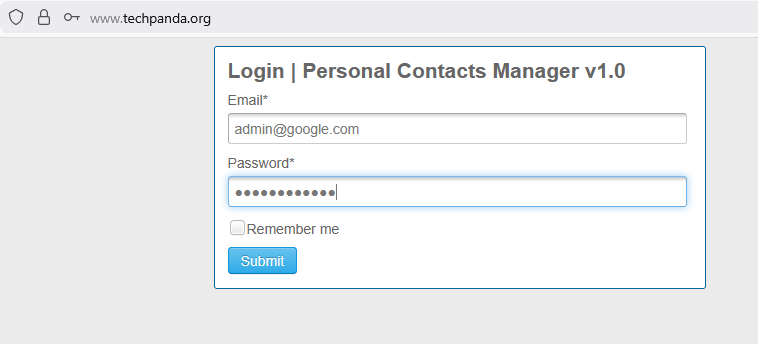 www.techpanda.org
Login | Personal Contacts Manager v1.0
Email*
admin@google.com
Password*
●●●●●●●●●●●●
Remember me
Submit